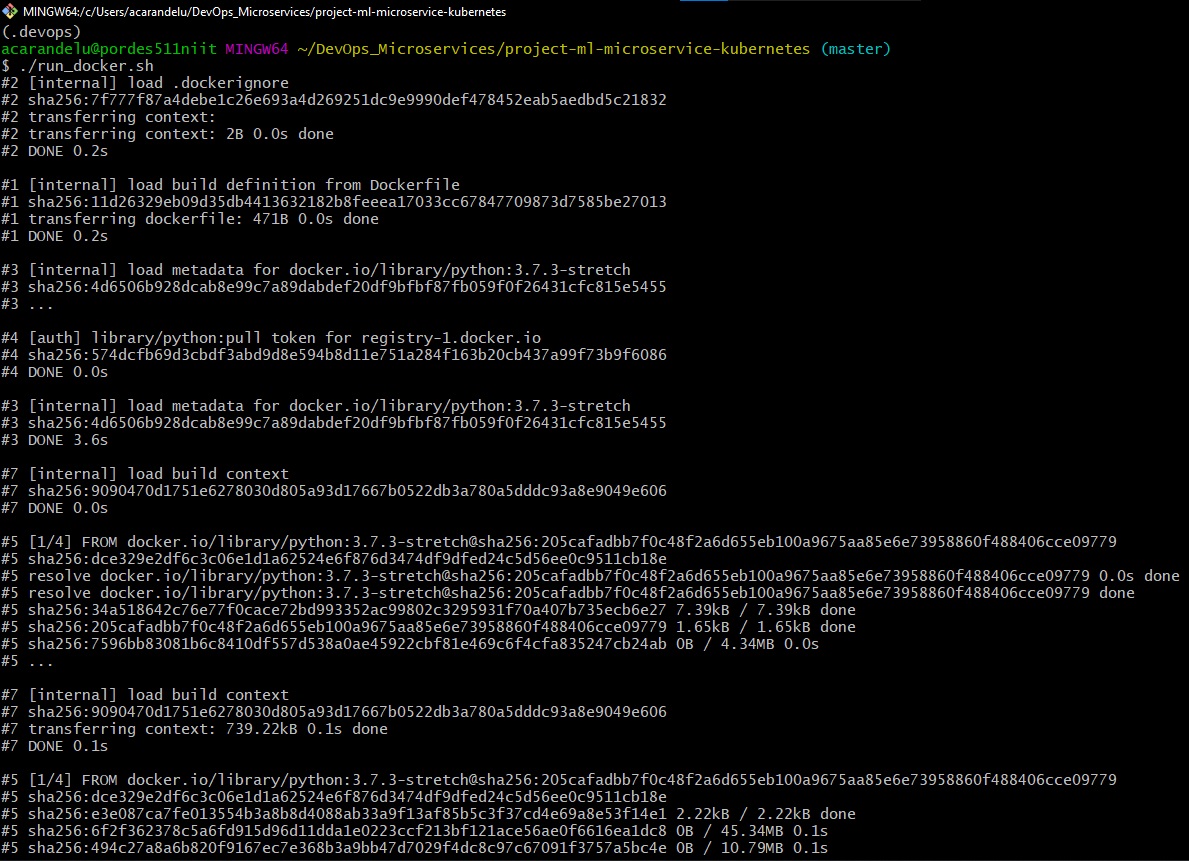 MINGW64:/c/Users/acarandelu/DevOps_Microservices/project-ml-microservice-kubernetes
(.devops)
acarandelu@pordes511niit MINGW64 ~/DevOps_Microservices/project-ml-microservice-kubernetes (master)
$ ./run_docker.sh
#2 [internal] load .dockerignore
#2 sha256:7f777f87a4debe1c26e693a4d269251dc9e9990def478452eab5aedbd5c21832
#2 transferring context:
#2 transferring context: 2B 0.0s done
#2 DONE 0.2s

#1 [internal] load build definition from Dockerfile
#1 sha256:11d26329eb09d35db4413632182b8feeea17033cc67847709873d7585be27013
#1 transferring dockerfile: 471B 0.0s done
#1 DONE 0.2s

#3 [internal] load metadata for docker.io/library/python:3.7.3-stretch
#3 sha256:4d6506b928dcab8e99c7a89dabdef20df9bfbf87fb059f0f26431cfc815e5455
#3 ...

#4 [auth] library/python:pull token for registry-1.docker.io
#4 sha256:574dcfb69d3cbdf3abd9d8e594b8d11e751a284f163b20cb437a99f73b9f6086
#4 DONE 0.0s

#3 [internal] load metadata for docker.io/library/python:3.7.3-stretch
#3 sha256:4d6506b928dcab8e99c7a89dabdef20df9bfbf87fb059f0f26431cfc815e5455
#3 DONE 3.6s

#7 [internal] load build context
#7 sha256:9090470d1751e6278030d805a93d17667b0522db3a780a5dddc93a8e9049e606
#7 DONE 0.0s

#5 [1/4] FROM docker.io/library/python:3.7.3-stretch@sha256:205cafadbb7f0c48f2a6d655eb100a9675aa85e6e73958860f488406cce09779
#5 sha256:dce329e2df6c3c06e1d1a62524e6f876d3474df9dfed24c5d56ee0c9511cb18e
#5 resolve docker.io/library/python:3.7.3-stretch@sha256:205cafadbb7f0c48f2a6d655eb100a9675aa85e6e73958860f488406cce09779 0.0s done
#5 resolve docker.io/library/python:3.7.3-stretch@sha256:205cafadbb7f0c48f2a6d655eb100a9675aa85e6e73958860f488406cce09779 done
#5 sha256:34a518642c76e77f0cace72bd993352ac99802c3295931f70a407b735ecb6e27 7.39kB / 7.39kB done
#5 sha256:205cafadbb7f0c48f2a6d655eb100a9675aa85e6e73958860f488406cce09779 1.65kB / 1.65kB done
#5 sha256:7596bb83081b6c8410df557d538a0ae45922cbf81e469c6f4cfa835247cb24ab 0B / 4.34MB 0.0s
#5 ...

#7 [internal] load build context
#7 sha256:9090470d1751e6278030d805a93d17667b0522db3a780a5dddc93a8e9049e606
#7 transferring context: 739.22kB 0.1s done
#7 DONE 0.1s

#5 [1/4] FROM docker.io/library/python:3.7.3-stretch@sha256:205cafadbb7f0c48f2a6d655eb100a9675aa85e6e73958860f488406cce09779
#5 sha256:dce329e2df6c3c06e1d1a62524e6f876d3474df9dfed24c5d56ee0c9511cb18e
#5 sha256:e3e087ca7fe013554b3a8b8d4088ab33a9f13af85b5c3f37cd4e69a8e53f14e1 2.22kB / 2.22kB done
#5 sha256:6f2f362378c5a6fd915d96d11dda1e0223ccf213bf121ace56ae0f6616ea1dc8 0B / 45.34MB 0.1s
#5 sha256:494c27a8a6b820f9167ec7e368b3a9bb47d7029f4dc8c97c67091f3757a5bc4e 0B / 10.79MB 0.1s